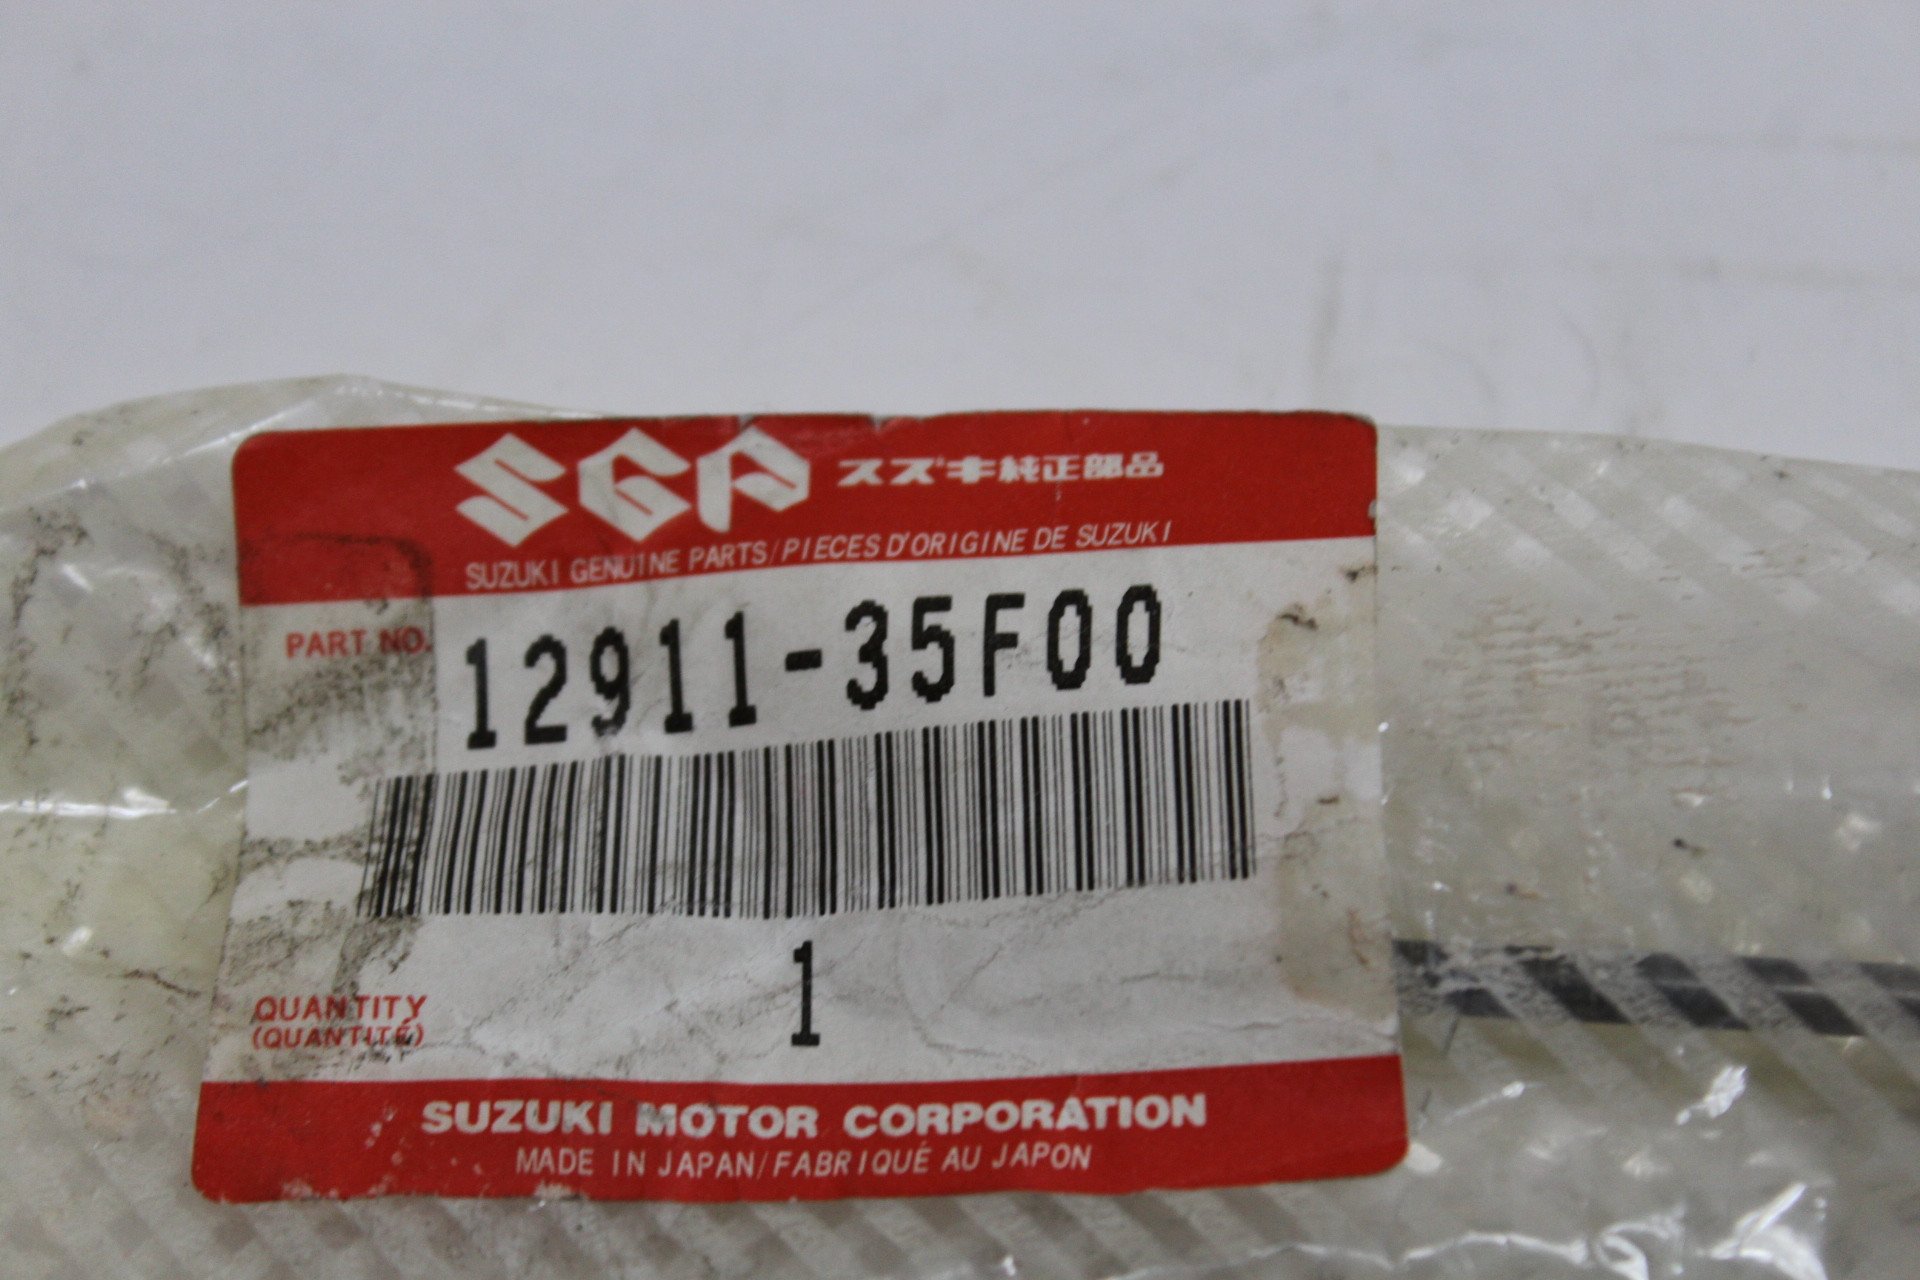 SGP スズキ純正部品
SUZUKI GENUINE PARTS/PIECES D'ORIGINE DE SUZUKI
PART NO. 12911-35F00
1
QUANTITY
(QUANTITÉ)
SUZUKI MOTOR CORPORATION
MADE IN JAPAN/FABRIQUÉ AU JAPON